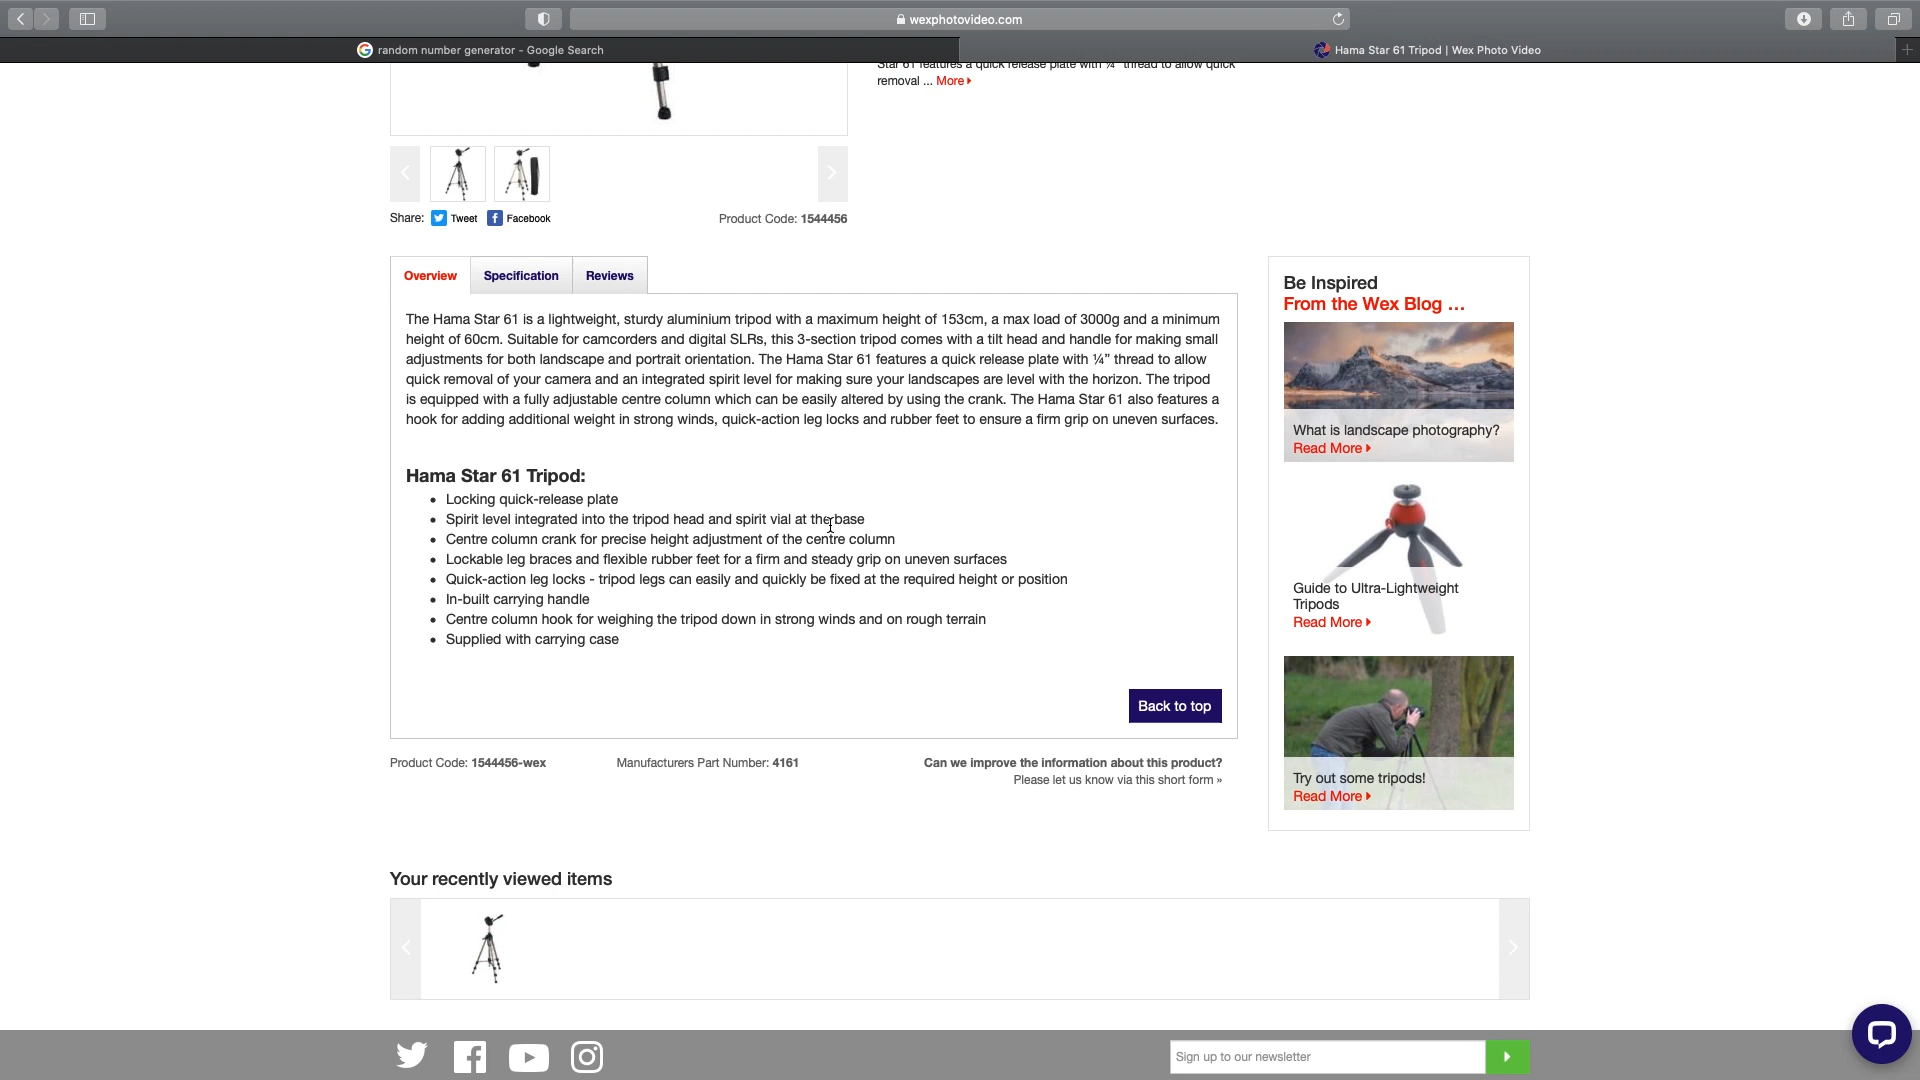 wexphotovideo.com
random number generator - Google Search
Hama Star 61 Tripod | Wex Photo Video
Star 61 features a quick release plate with ¼” thread to allow quick
removal ... More
Share: Tweet Facebook
Product Code: 1544456
Overview
Specification
Reviews
The Hama Star 61 is a lightweight, sturdy aluminium tripod with a maximum height of 153cm, a max load of 3000g and a minimum
height of 60cm. Suitable for camcorders and digital SLRs, this 3-section tripod comes with a tilt head and handle for making small
adjustments for both landscape and portrait orientation. The Hama Star 61 features a quick release plate with ¼” thread to allow
quick removal of your camera and an integrated spirit level for making sure your landscapes are level with the horizon. The tripod
is equipped with a fully adjustable centre column which can be easily altered by using the crank. The Hama Star 61 also features a
hook for adding additional weight in strong winds, quick-action leg locks and rubber feet to ensure a firm grip on uneven surfaces.
Hama Star 61 Tripod:
Locking quick-release plate
Spirit level integrated into the tripod head and spirit vial at the base
Centre column crank for precise height adjustment of the centre column
Lockable leg braces and flexible rubber feet for a firm and steady grip on uneven surfaces
Quick-action leg locks - tripod legs can easily and quickly be fixed at the required height or position
In-built carrying handle
Centre column hook for weighing the tripod down in strong winds and on rough terrain
Supplied with carrying case
Back to top
Product Code: 1544456-wex
Manufacturers Part Number: 4161
Can we improve the information about this product?
Please let us know via this short form »
Be Inspired
From the Wex Blog ...
What is landscape photography?
Read More
Guide to Ultra-Lightweight
Tripods
Read More
Try out some tripods!
Read More
Your recently viewed items
Sign up to our newsletter